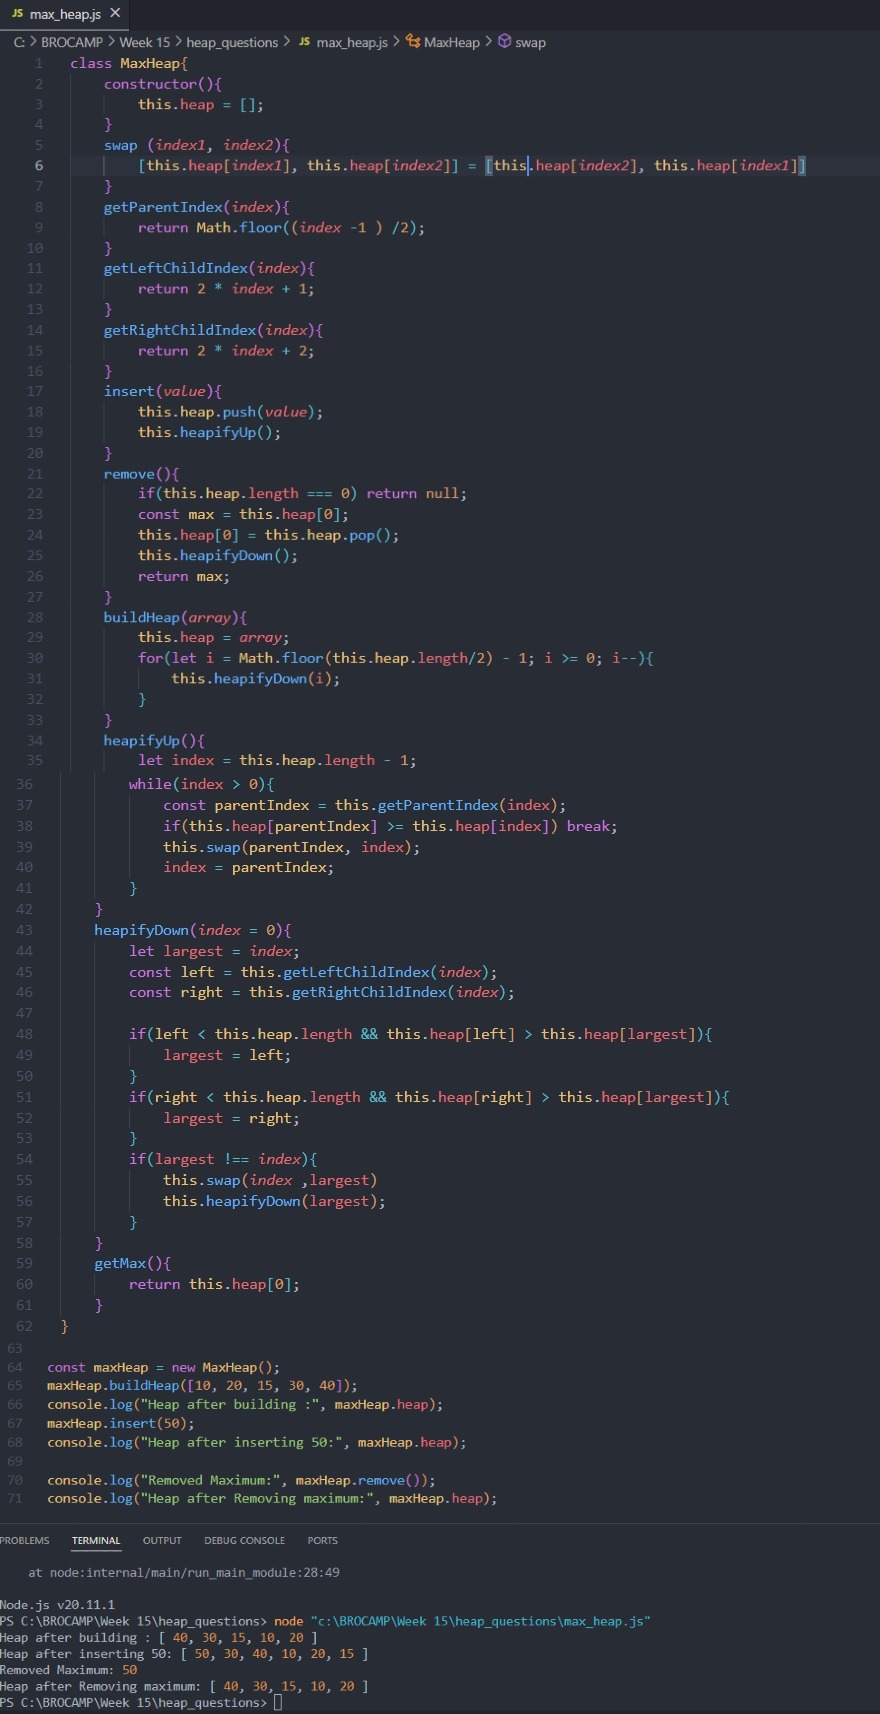 JS max_heap.js ×
C: > BROCAMP > Week 15 > heap_questions > JS max_heap.js > MaxHeap > swap
1 class MaxHeap{
2 constructor(){
3 this.heap = [];
4 }
5 swap (index1, index2){
6 [this.heap[index1], this.heap[index2]] = [this.heap[index2], this.heap[index1]]
7 }
8 getParentIndex(index){
9 return Math.floor((index -1 ) /2);
10 }
11 getLeftChildIndex(index){
12 return 2 * index + 1;
13 }
14 getRightChildIndex(index){
15 return 2 * index + 2;
16 }
17 insert(value){
18 this.heap.push(value);
19 this.heapifyUp();
20 }
21 remove(){
22 if(this.heap.length === 0) return null;
23 const max = this.heap[0];
24 this.heap[0] = this.heap.pop();
25 this.heapifyDown();
26 return max;
27 }
28 buildHeap(array){
29 this.heap = array;
30 for(let i = Math.floor(this.heap.length/2) - 1; i >= 0; i--){
31 this.heapifyDown(i);
32 }
33 }
34 heapifyUp(){
35 let index = this.heap.length - 1;
36 while(index > 0){
37 const parentIndex = this.getParentIndex(index);
38 if(this.heap[parentIndex] >= this.heap[index]) break;
39 this.swap(parentIndex, index);
40 index = parentIndex;
41 }
42 }
43 heapifyDown(index = 0){
44 let largest = index;
45 const left = this.getLeftChildIndex(index);
46 const right = this.getRightChildIndex(index);
47
48 if(left < this.heap.length && this.heap[left] > this.heap[largest]){
49 largest = left;
50 }
51 if(right < this.heap.length && this.heap[right] > this.heap[largest]){
52 largest = right;
53 }
54 if(largest !== index){
55 this.swap(index ,largest)
56 this.heapifyDown(largest);
57 }
58 }
59 getMax(){
60 return this.heap[0];
61 }
62 }
63
64 const maxHeap = new MaxHeap();
65 maxHeap.buildHeap([10, 20, 15, 30, 40]);
66 console.log("Heap after building :", maxHeap.heap);
67 maxHeap.insert(50);
68 console.log("Heap after inserting 50:", maxHeap.heap);
69
70 console.log("Removed Maximum:", maxHeap.remove());
71 console.log("Heap after Removing maximum:", maxHeap.heap);
PROBLEMS TERMINAL OUTPUT DEBUG CONSOLE PORTS
at node:internal/main/run_main_module:28:49
Node.js v20.11.1
PS C:\BROCAMP\Week 15\heap_questions> node "c:\BROCAMP\Week 15\heap_questions\max_heap.js"
Heap after building : [ 40, 30, 15, 10, 20 ]
Heap after inserting 50: [ 50, 30, 40, 10, 20, 15 ]
Removed Maximum: 50
Heap after Removing maximum: [ 40, 30, 15, 10, 20 ]
PS C:\BROCAMP\Week 15\heap_questions>